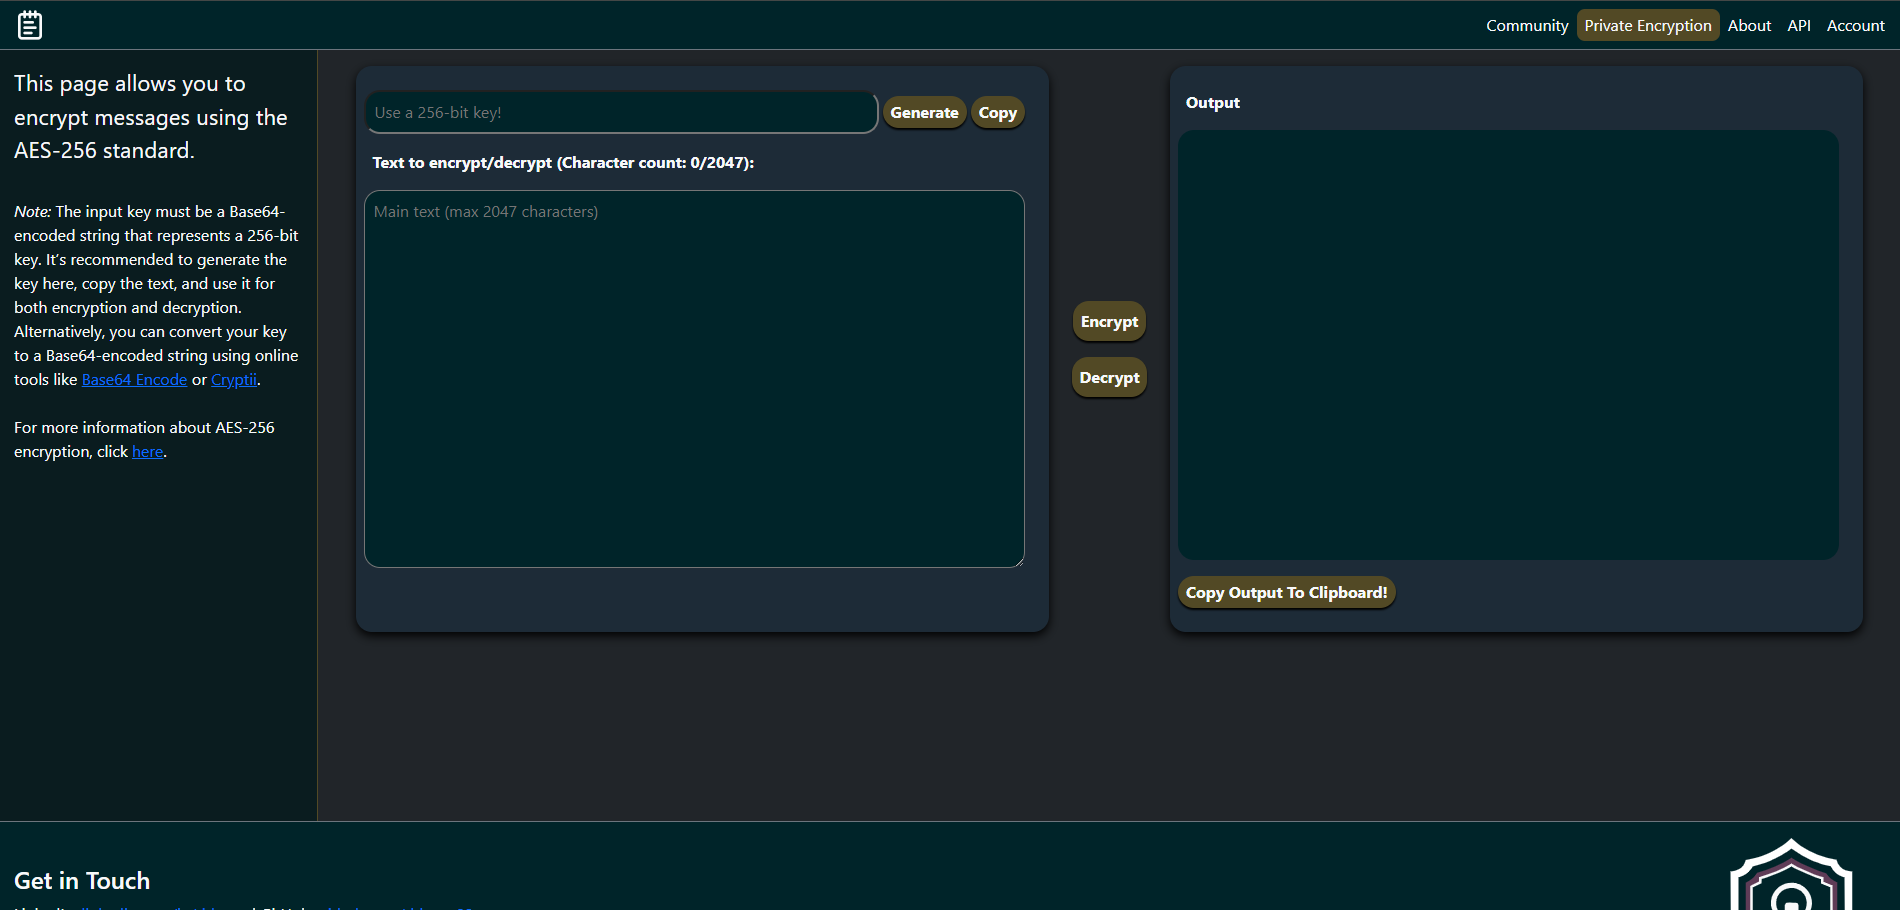 Community Private Encryption About API Account
This page allows you to
encrypt messages using the
AES-256 standard.
Note: The input key must be a Base64-
encoded string that represents a 256-bit
key. It's recommended to generate the
key here, copy the text, and use it for
both encryption and decryption.
Alternatively, you can convert your key
to a Base64-encoded string using online
tools like Base64 Encode or Cryptii.
For more information about AES-256
encryption, click here.
Use a 256-bit key! Generate Copy
Text to encrypt/decrypt (Character count: 0/2047):
Main text (max 2047 characters)
Encrypt
Decrypt
Output
Copy Output To Clipboard!
Get in Touch